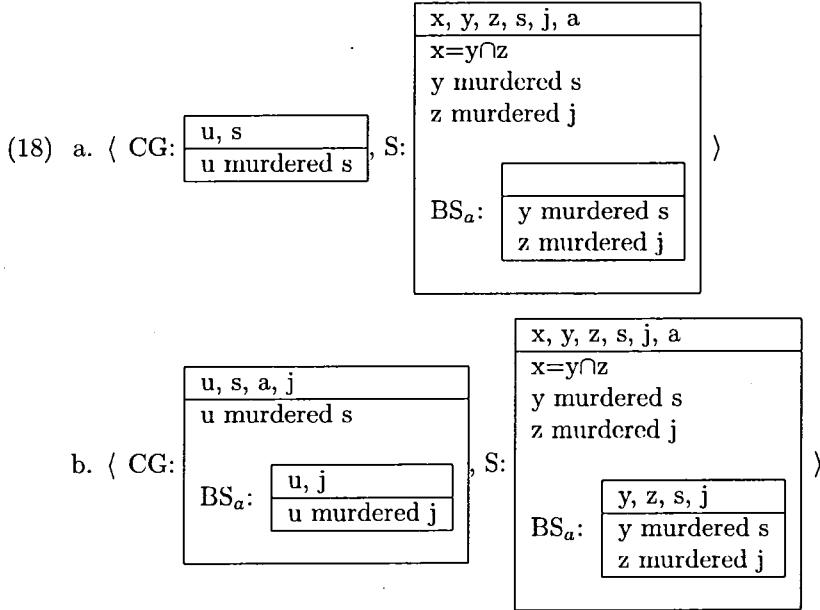 (18) a. ⟨ CG:
u, s
u murdered s
, S:
x, y, z, s, j, a
x=y∩z
y murdered s
z murdered j
BSₐ:
y murdered s
z murdered j
⟩
b. ⟨ CG:
u, s, a, j
u murdered s
BSₐ:
u, j
u murdered j
, S:
x, y, z, s, j, a
x=y∩z
y murdered s
z murdered j
BSₐ:
y, z, s, j
y murdered s
z murdered j
⟩